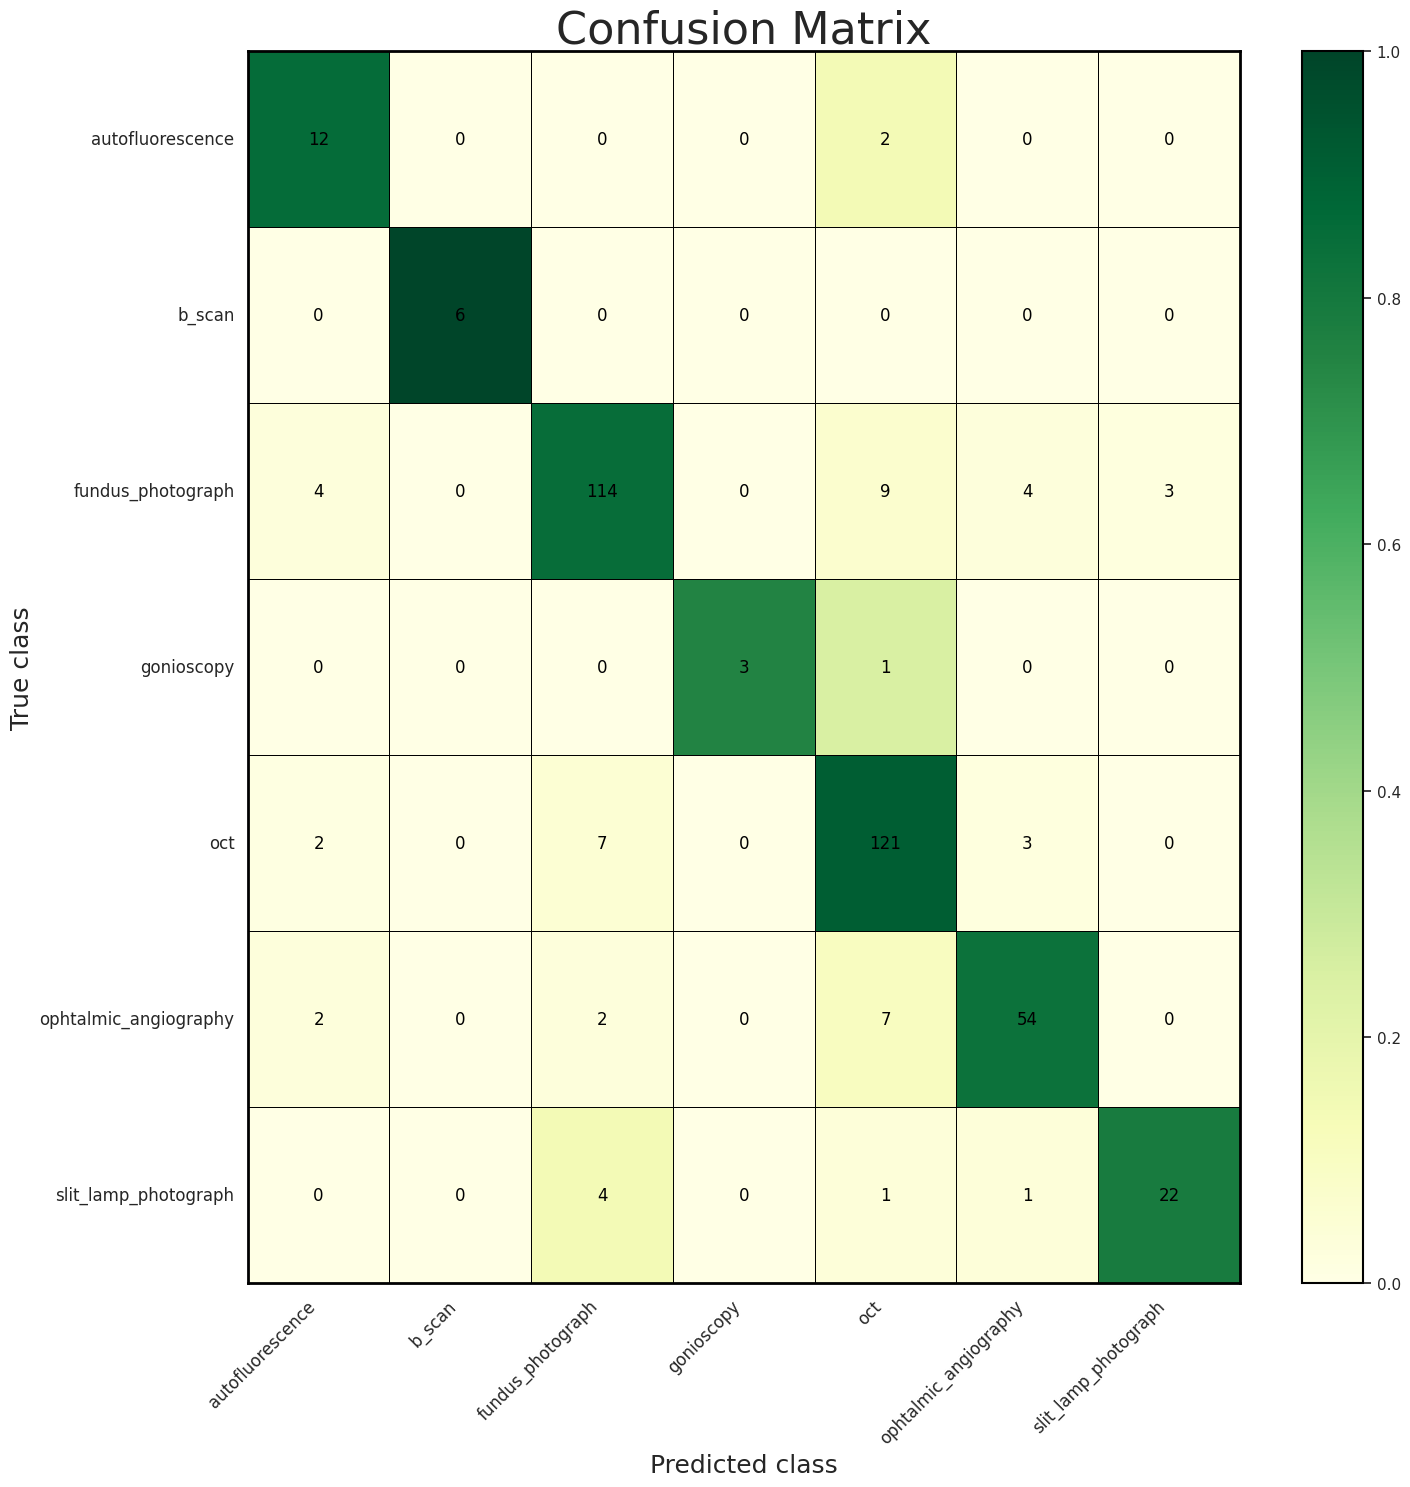 Confusion Matrix
autofluorescence 12 0 0 0 2 0 0
b_scan 0 6 0 0 0 0 0
fundus_photograph 4 0 114 0 9 4 3
gonioscopy 0 0 0 3 1 0 0
oct 2 0 7 0 121 3 0
ophtalmic_angiography 2 0 2 0 7 54 0
slit_lamp_photograph 0 0 4 0 1 1 22
True class
autofluorescence b_scan fundus_photograph gonioscopy oct ophtalmic_angiography slit_lamp_photograph
Predicted class
1.0
0.8
0.6
0.4
0.2
0.0